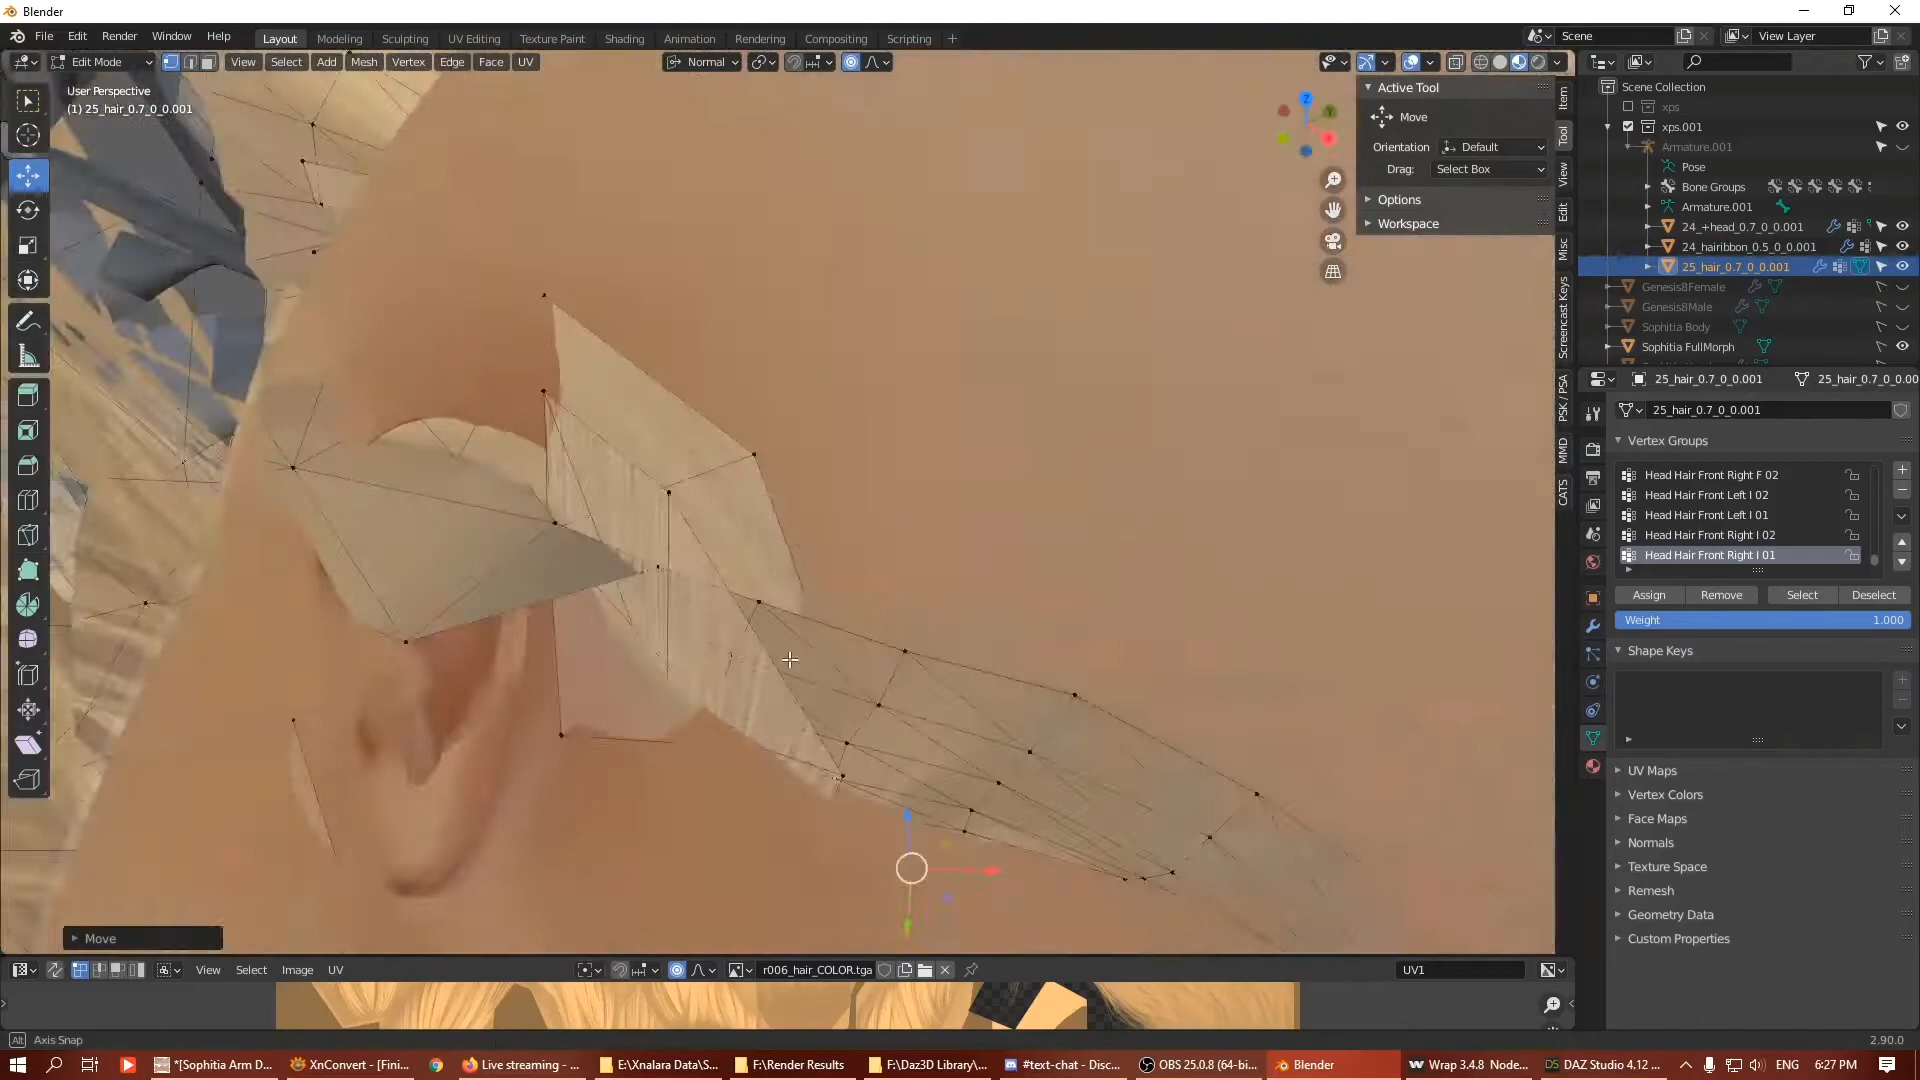 Blender
File Edit Render Window Help
Layout Modeling Sculpting UV Editing Texture Paint Shading Animation Rendering Compositing Scripting
Scene
View Layer
Edit Mode
View Select Add Mesh Vertex Edge Face UV
Normal
User Perspective
(1) 25_hair_0.7_0_0.001
Active Tool
Move
Orientation Default
Drag: Select Box
Options
Workspace
Item
Tool
View
Edit
Misc
Screencast Keys
PSK / PSA
MMD
CATS
Z
Y
Scene Collection
xps
xps.001
Armature.001
Pose
Bone Groups
Armature.001
24_+head_0.7_0_0.001
24_hairibbon_0.5_0_0.001
25_hair_0.7_0_0.001
Genesis8Female
Genesis8Male
Sophitia Body
Sophitia FullMorph
25_hair_0.7_0_0.001
25_hair_0.7_0_0.00
25_hair_0.7_0_0.001
Vertex Groups
Head Hair Front Right F 02
Head Hair Front Left I 02
Head Hair Front Left I 01
Head Hair Front Right I 02
Head Hair Front Right I 01
Assign Remove Select Deselect
Weight 1.000
Shape Keys
UV Maps
Vertex Colors
Face Maps
Normals
Texture Space
Remesh
Geometry Data
Custom Properties
Move
View Select Image UV
r006_hair_COLOR.tga
UV1
Alt Axis Snap
2.90.0
*[Sophitia Arm D...
XnConvert - [Fini...
Live streaming - ...
E:\Xnalara Data\S...
F:\Render Results
F:\Daz3D Library\...
#text-chat - Disc...
OBS 25.0.8 (64-bi...
Blender
Wrap 3.4.8 Node...
DAZ Studio 4.12 ...
ENG
6:27 PM